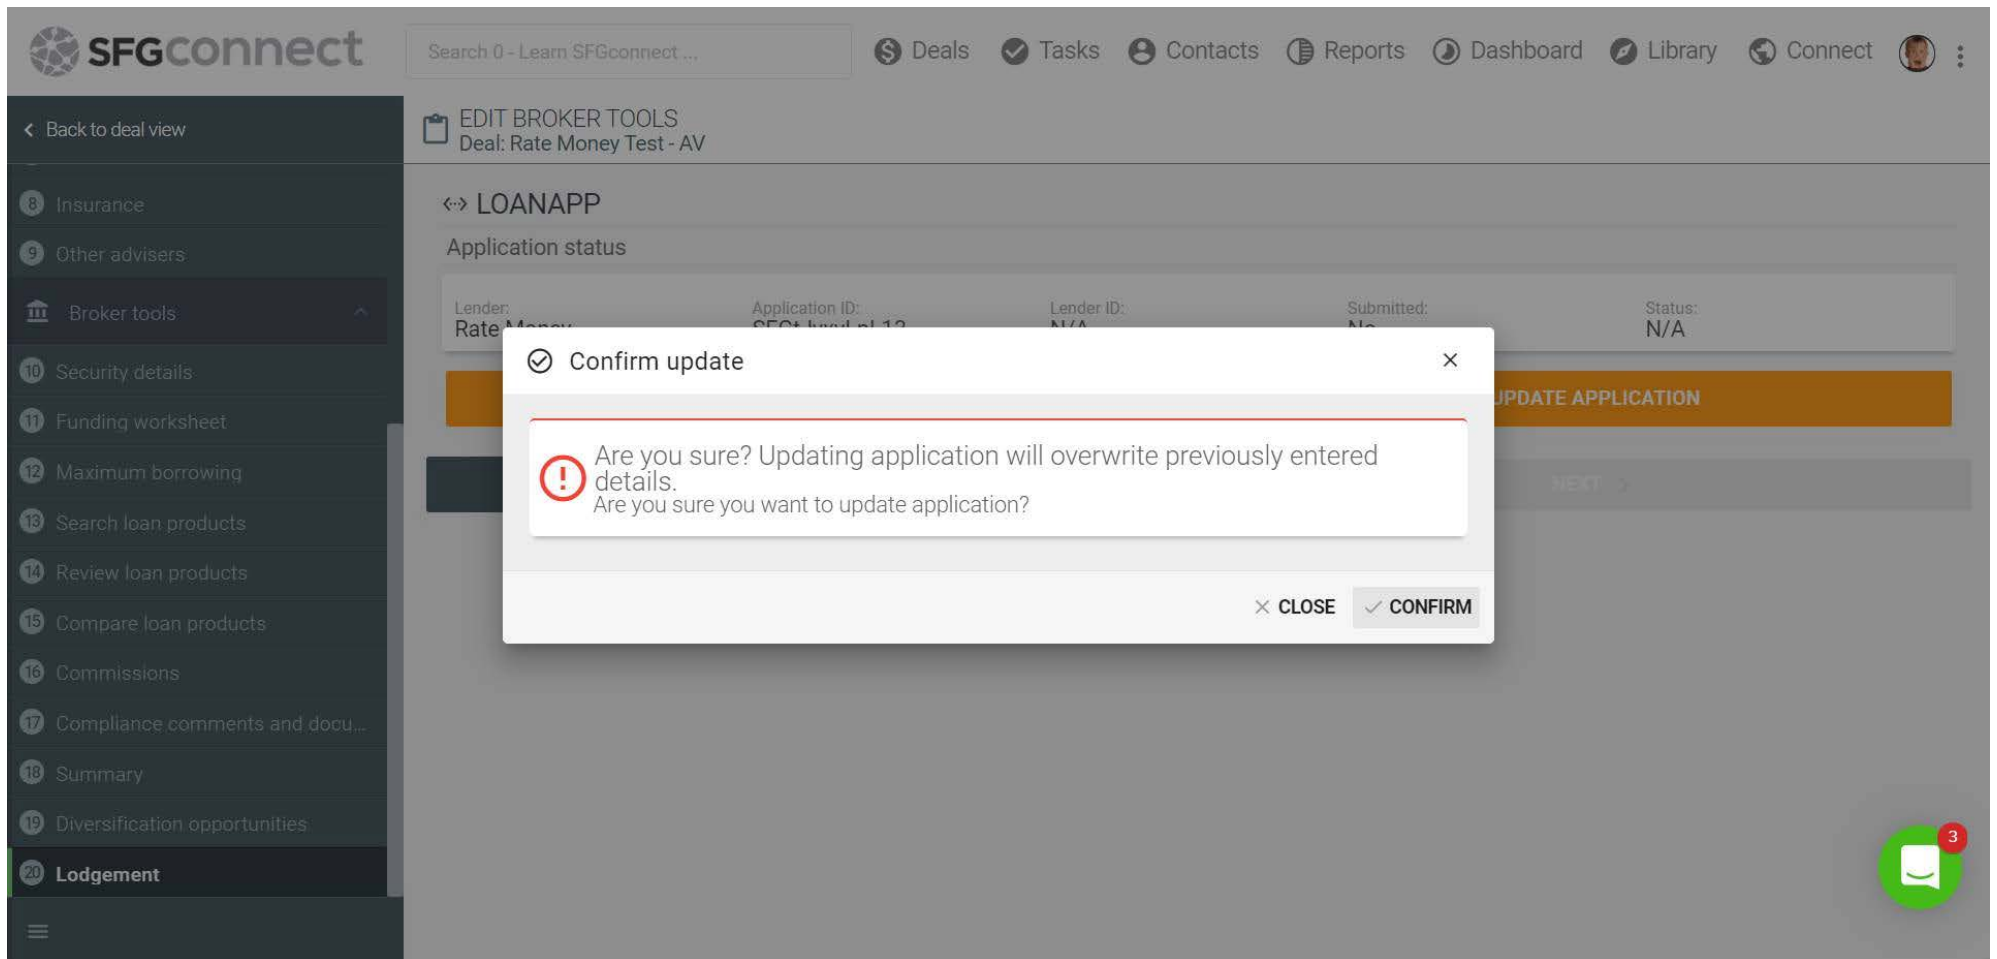 SFGconnect
Search 0 - Learn SFGconnect ...
Deals
Tasks
Contacts
Reports
Dashboard
Library
Connect
Back to deal view
EDIT BROKER TOOLS
Deal: Rate Money Test - AV
8 Insurance
9 Other advisers
Broker tools
10 Security details
11 Funding worksheet
12 Maximum borrowing
13 Search loan products
14 Review loan products
15 Compare loan products
16 Commissions
17 Compliance comments and docu...
18 Summary
19 Diversification opportunities
20 Lodgement
LOANAPP
Application status
Lender:
Rate Money
Application ID:
Lender ID:
N/A
Submitted:
No
Status:
N/A
UPDATE APPLICATION
NEXT
Confirm update
Are you sure? Updating application will overwrite previously entered
details.
Are you sure you want to update application?
CLOSE
CONFIRM
3